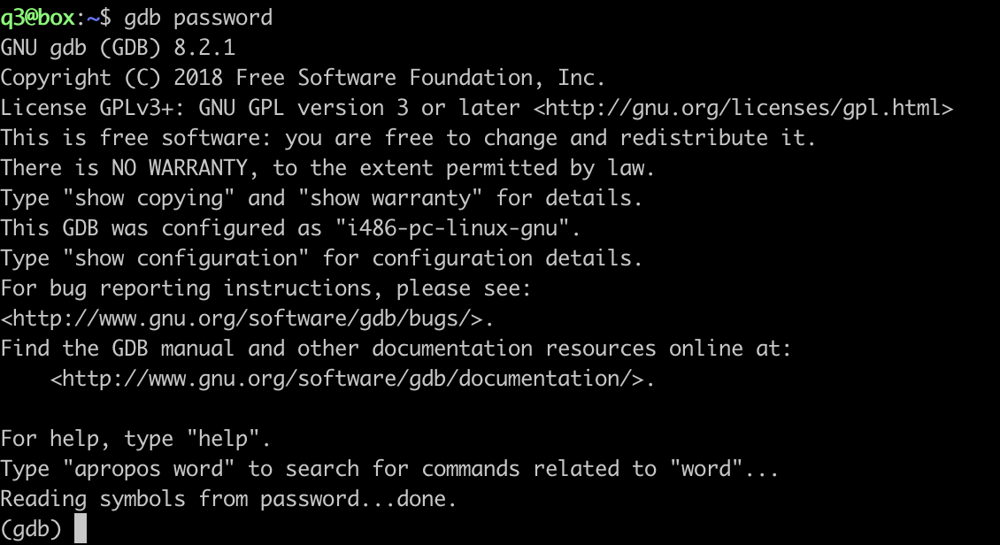 q3@box:~$ gdb password
GNU gdb (GDB) 8.2.1
Copyright (C) 2018 Free Software Foundation, Inc.
License GPLv3+: GNU GPL version 3 or later <http://gnu.org/licenses/gpl.html>
This is free software: you are free to change and redistribute it.
There is NO WARRANTY, to the extent permitted by law.
Type "show copying" and "show warranty" for details.
This GDB was configured as "i486-pc-linux-gnu".
Type "show configuration" for configuration details.
For bug reporting instructions, please see:
<http://www.gnu.org/software/gdb/bugs/>.
Find the GDB manual and other documentation resources online at:
    <http://www.gnu.org/software/gdb/documentation/>.

For help, type "help".
Type "apropos word" to search for commands related to "word"...
Reading symbols from password...done.
(gdb)